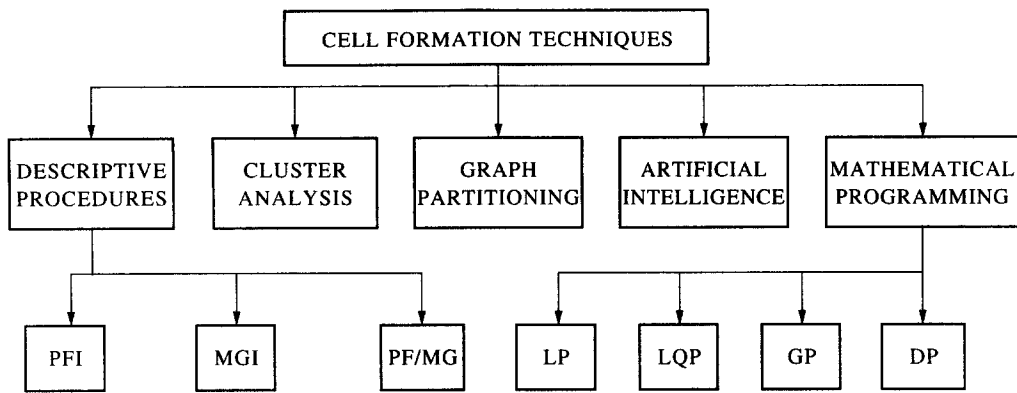 CELL FORMATION TECHNIQUES
DESCRIPTIVE
PROCEDURES
CLUSTER
ANALYSIS
GRAPH
PARTITIONING
ARTIFICIAL
INTELLIGENCE
MATHEMATICAL
PROGRAMMING
PFI
MGI
PF/MG
LP
LQP
GP
DP